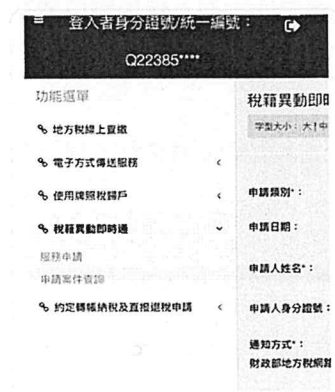 登入者身分證號/統一編號：
Q22385****
功能選單
地方稅線上查繳
電子方式傳送服務
使用牌照稅歸戶
稅籍異動即時通
服務申請
申請案件查詢
約定轉帳納稅及直撥退稅申請
稅籍異動即時
字型大小：大 中
申請類別*：
申請日期：
申請人姓名*：
申請人身分證號：
通知方式*：
財政部地方稅網路